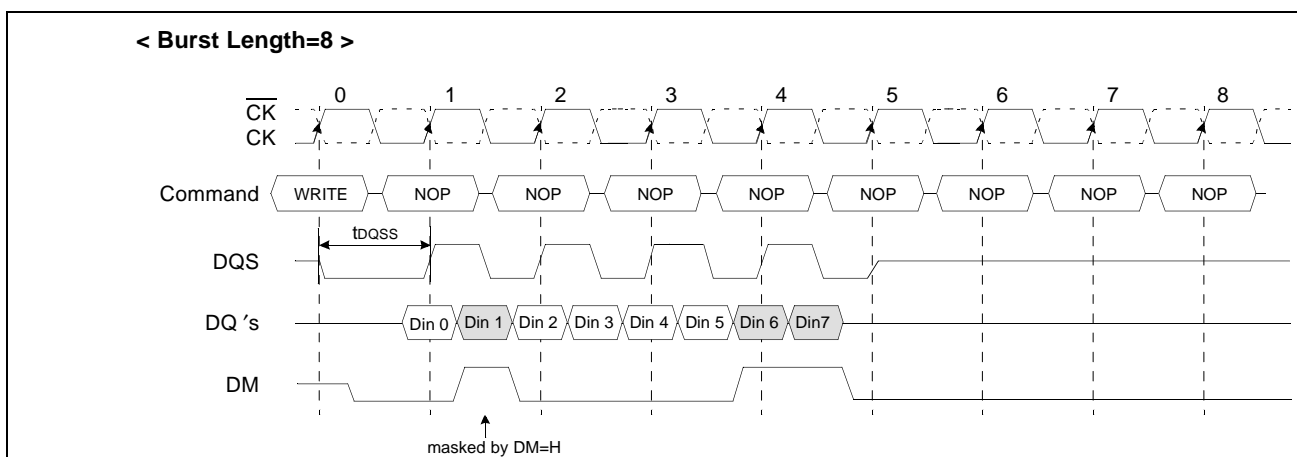 < Burst Length=8 >
0 1 2 3 4 5 6 7 8
CK
CK
Command WRITE NOP NOP NOP NOP NOP NOP NOP NOP
tDQSS
DQS
DQ ′s Din 0 Din 1 Din 2 Din 3 Din 4 Din 5 Din 6 Din7
DM
masked by DM=H